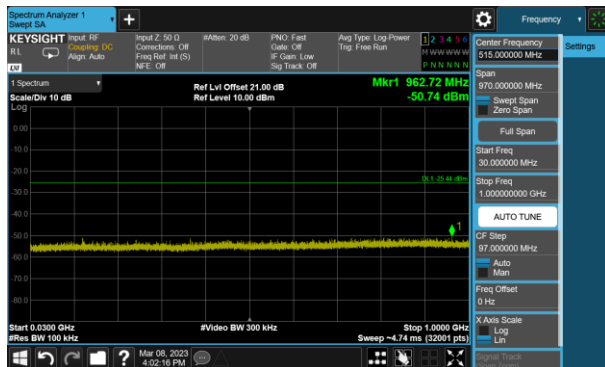 Spectrum Analyzer 1
Swept SA
+
Frequency
KEYSIGHT
RL
LXI
Input: RF
Coupling: DC
Align: Auto
Input Z: 50 Ω
Corrections: Off
Freq Ref: Int (S)
NFE: Off
#Atten: 20 dB
PNO: Fast
Gate: Off
IF Gain: Low
Sig Track: Off
Avg Type: Log-Power
Trig: Free Run
1 2 3 4 5 6
M W W W W W
P N N N N N
Center Frequency
515.000000 MHz
Settings
1 Spectrum
Scale/Div 10 dB
Log
Ref Lvl Offset 21.00 dB
Ref Level 10.00 dBm
Mkr1 962.72 MHz
-50.74 dBm
0.00
-10.0
-20.0
-30.0
-40.0
-50.0
-60.0
-70.0
-80.0
DL1 -25.44 dBm
1
Span
970.000000 MHz
Swept Span
Zero Span
Full Span
Start Freq
30.000000 MHz
Stop Freq
1.000000000 GHz
AUTO TUNE
CF Step
97.000000 MHz
Auto
Man
Freq Offset
0 Hz
X Axis Scale
Log
Lin
Signal Track
Start 0.0300 GHz
#Res BW 100 kHz
#Video BW 300 kHz
Stop 1.0000 GHz
Sweep ~4.74 ms (32001 pts)
?
Mar 08, 2023
4:02:16 PM